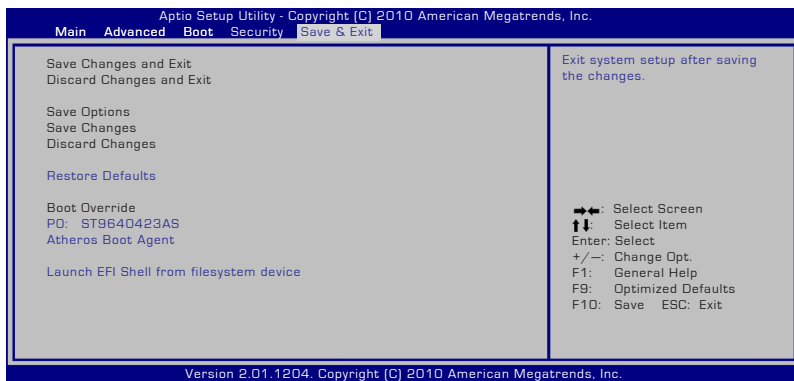 Aptio Setup Utility - Copyright (C) 2010 American Megatrends, Inc.
Main Advanced Boot Security Save & Exit
Save Changes and Exit
Discard Changes and Exit
Save Options
Save Changes
Discard Changes
Restore Defaults
Boot Override
P0: ST9640423AS
Atheros Boot Agent
Launch EFI Shell from filesystem device
Exit system setup after saving
the changes.
→←: Select Screen
↑↓: Select Item
Enter: Select
+/—: Change Opt.
F1: General Help
F9: Optimized Defaults
F10: Save ESC: Exit
Version 2.01.1204. Copyright (C) 2010 American Megatrends, Inc.